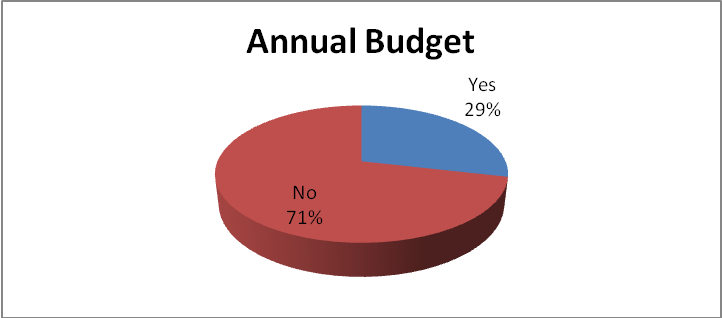 Annual Budget
Yes
29%
No
71%